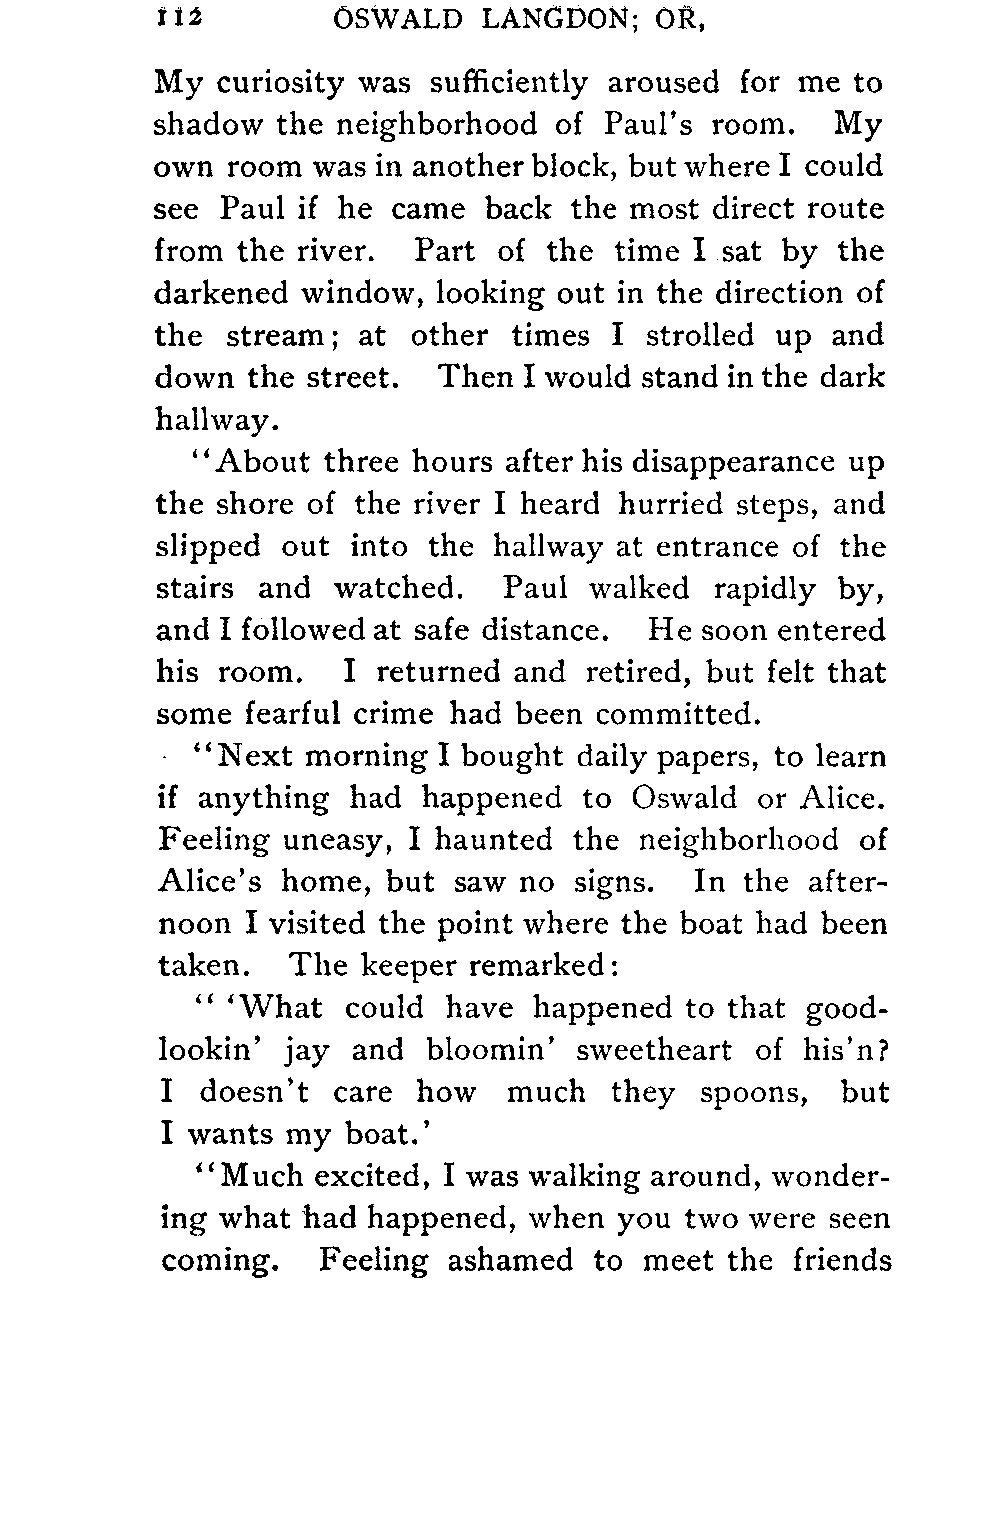 112 OSWALD LANGDON; OR,
My curiosity was sufficiently aroused for me to
shadow the neighborhood of Paul's room. My
own room was in another block, but where I could
see Paul if he came back the most direct route
from the river. Part of the time I sat by the
darkened window, looking out in the direction of
the stream; at other times I strolled up and
down the street. Then I would stand in the dark
hallway.
“About three hours after his disappearance up
the shore of the river I heard hurried steps, and
slipped out into the hallway at entrance of the
stairs and watched. Paul walked rapidly by,
and I followed at safe distance. He soon entered
his room. I returned and retired, but felt that
some fearful crime had been committed.
“Next morning I bought daily papers, to learn
if anything had happened to Oswald or Alice.
Feeling uneasy, I haunted the neighborhood of
Alice's home, but saw no signs. In the after-
noon I visited the point where the boat had been
taken. The keeper remarked:
“ ‘What could have happened to that good-
lookin’ jay and bloomin’ sweetheart of his’n?
I doesn’t care how much they spoons, but
I wants my boat.’
“Much excited, I was walking around, wonder-
ing what had happened, when you two were seen
coming. Feeling ashamed to meet the friends